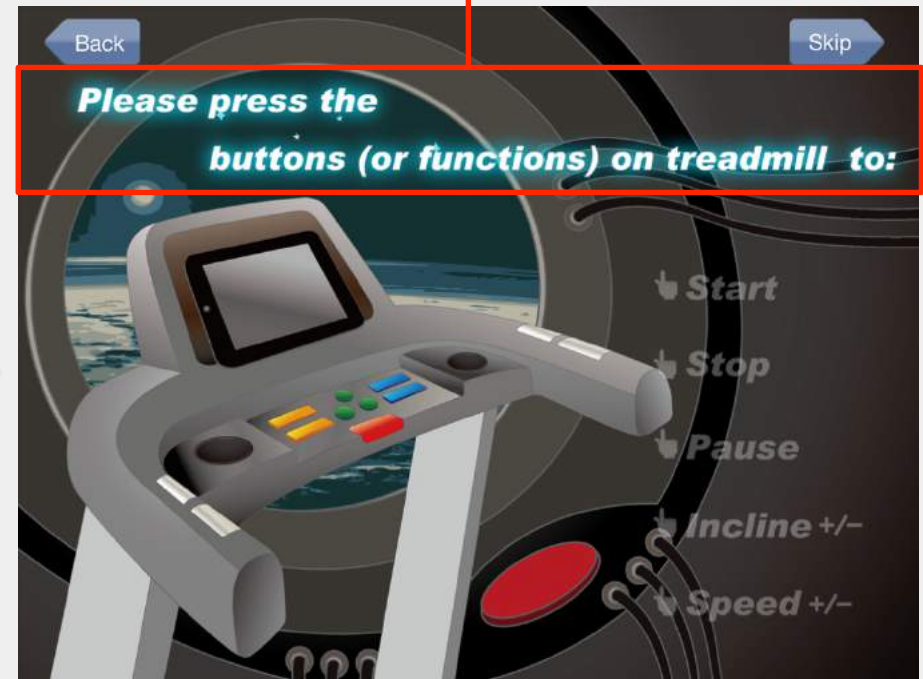 Back
Skip
Please press the
buttons (or functions) on treadmill to:
Start
Stop
Pause
Incline +/–
Speed +/–